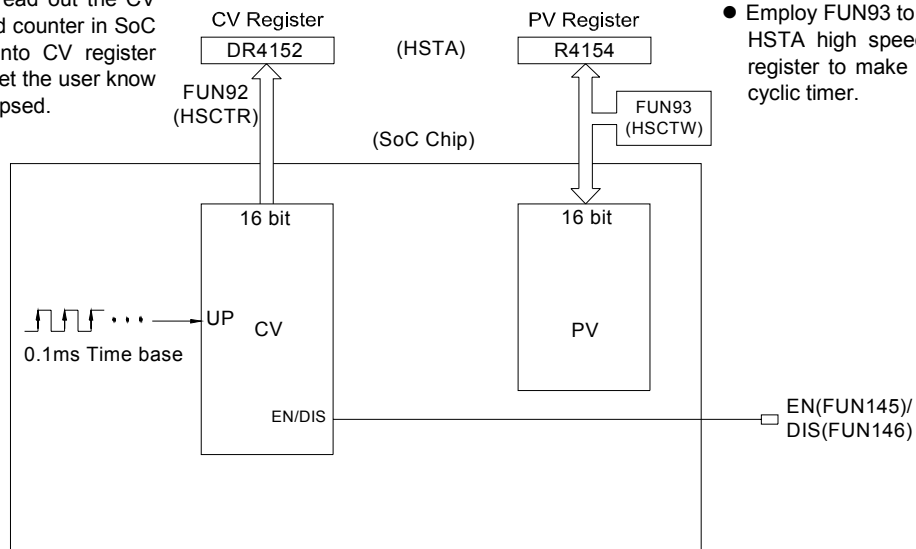 ead out the CV
d counter in SoC
nto CV register
et the user know
psed.
CV Register
DR4152
(HSTA)
PV Register
R4154
● Employ FUN93 to
HSTA high speed
register to make
cyclic timer.
FUN92
(HSCTR)
FUN93
(HSCTW)
(SoC Chip)
16 bit
16 bit
UP
CV
PV
0.1ms Time base
EN/DIS
EN(FUN145)/
DIS(FUN146)